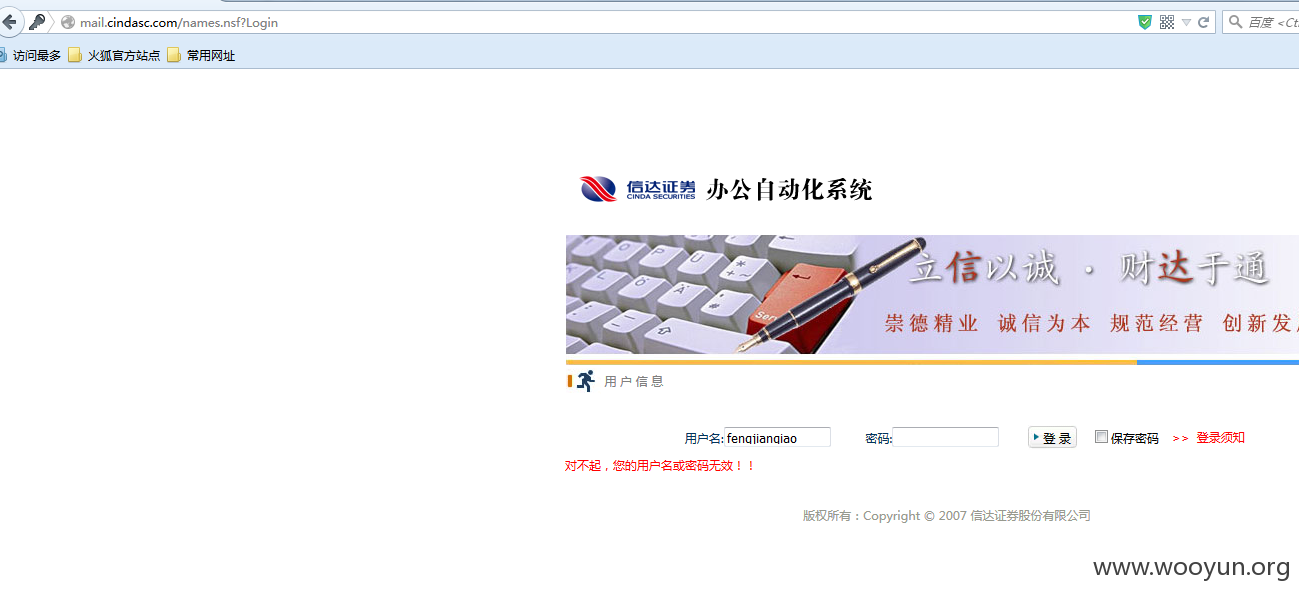 mail.cindasc.com/names.nsf?Login
百度 <Ct
访问最多 火狐官方站点 常用网址
信达证券 办公自动化系统
CINDA SECURITIES
立信以诚 · 财达于通
崇德精业 诚信为本 规范经营 创新发
用户信息
用户名: fengjianqiao 密码: 登录 保存密码 >> 登录须知
对不起，您的用户名或密码无效！！
版权所有：Copyright © 2007 信达证券股份有限公司
www.wooyun.org